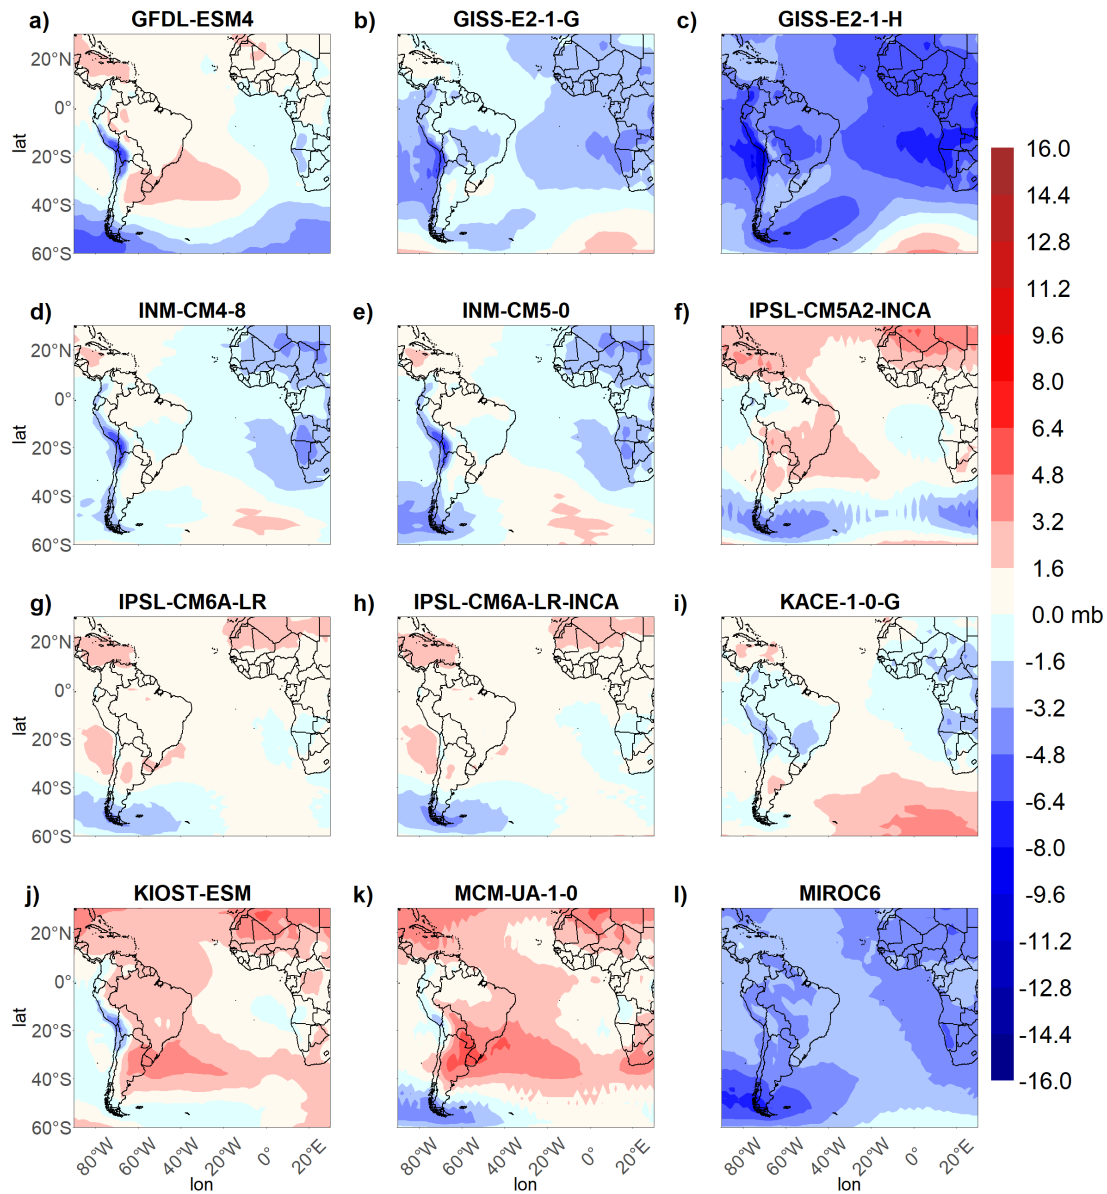 a) GFDL-ESM4
b) GISS-E2-1-G
c) GISS-E2-1-H
20°N
0°
20°S
40°S
60°S
lat
d) INM-CM4-8
e) INM-CM5-0
f) IPSL-CM5A2-INCA
20°N
0°
20°S
40°S
60°S
lat
g) IPSL-CM6A-LR
h) IPSL-CM6A-LR-INCA
i) KACE-1-0-G
20°N
0°
20°S
40°S
60°S
lat
j) KIOST-ESM
k) MCM-UA-1-0
l) MIROC6
20°N
0°
20°S
40°S
60°S
lat
80°W 60°W 40°W 20°W 0° 20°E
80°W 60°W 40°W 20°W 0° 20°E
80°W 60°W 40°W 20°W 0° 20°E
lon
lon
lon
16.0
14.4
12.8
11.2
9.6
8.0
6.4
4.8
3.2
1.6
0.0 mb
-1.6
-3.2
-4.8
-6.4
-8.0
-9.6
-11.2
-12.8
-14.4
-16.0